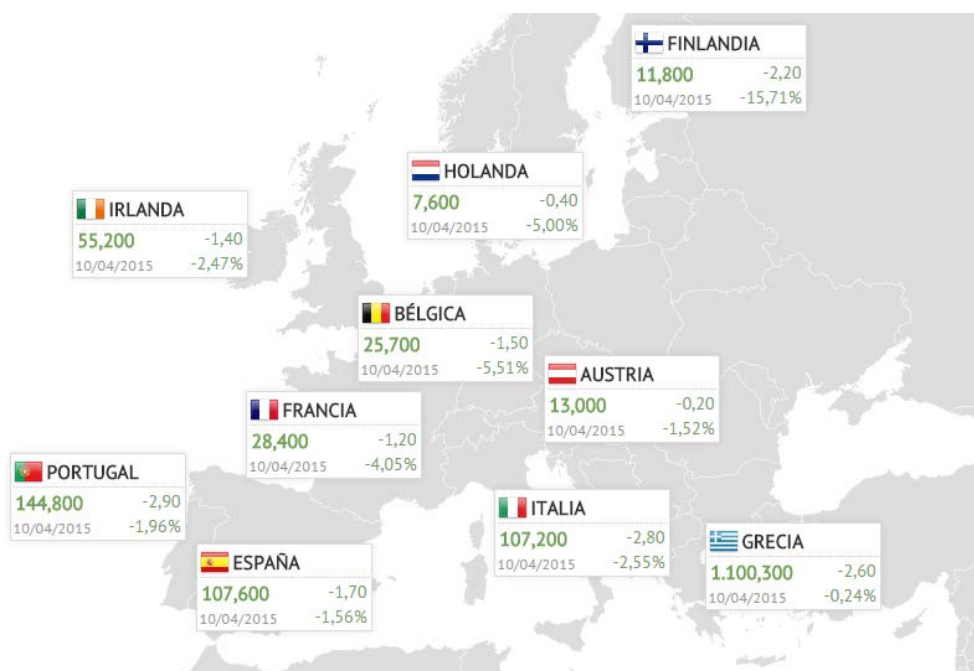 FINLANDIA
11,800 -2,20
10/04/2015 -15,71%
HOLANDA
7,600 -0,40
10/04/2015 -5,00%
IRLANDA
55,200 -1,40
10/04/2015 -2,47%
BÉLGICA
25,700 -1,50
10/04/2015 -5,51%
AUSTRIA
13,000 -0,20
10/04/2015 -1,52%
FRANCIA
28,400 -1,20
10/04/2015 -4,05%
PORTUGAL
144,800 -2,90
10/04/2015 -1,96%
ITALIA
107,200 -2,80
10/04/2015 -2,55%
GRECIA
1.100,300 -2,60
10/04/2015 -0,24%
ESPAÑA
107,600 -1,70
10/04/2015 -1,56%